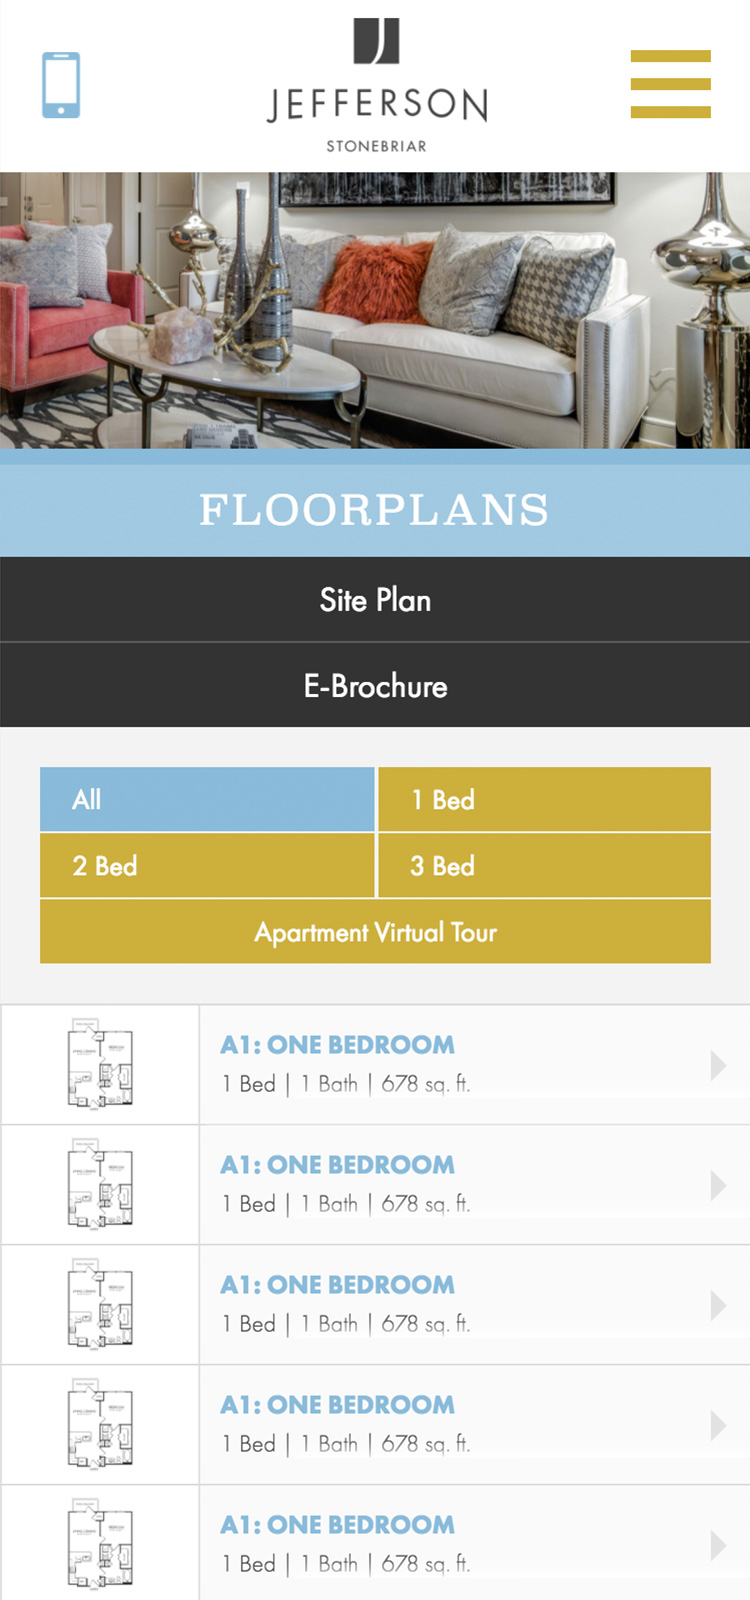 JEFFERSON
STONEBRIAR
FLOORPLANS
Site Plan
E-Brochure
All
1 Bed
2 Bed
3 Bed
Apartment Virtual Tour
A1: ONE BEDROOM
1 Bed | 1 Bath | 678 sq. ft.
A1: ONE BEDROOM
1 Bed | 1 Bath | 678 sq. ft.
A1: ONE BEDROOM
1 Bed | 1 Bath | 678 sq. ft.
A1: ONE BEDROOM
1 Bed | 1 Bath | 678 sq. ft.
A1: ONE BEDROOM
1 Bed | 1 Bath | 678 sq. ft.